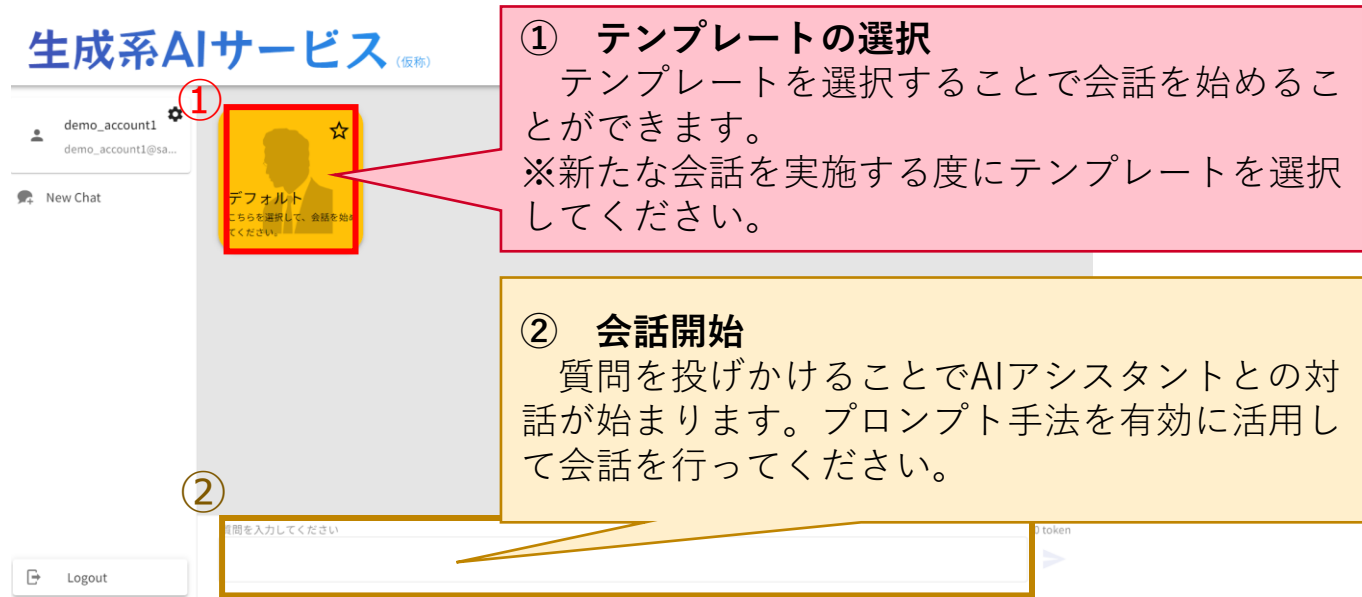 生成系AIサービス（仮称）
①
demo_account1
demo_account1@sa...
New Chat
デフォルト
こちらを選択して、会話を始め
てください。
①　テンプレートの選択
　テンプレートを選択することで会話を始めるこ
とができます。
※新たな会話を実施する度にテンプレートを選択
してください。
②　会話開始
　質問を投げかけることでAIアシスタントとの対
話が始まります。プロンプト手法を有効に活用し
て会話を行ってください。
②
質問を入力してください
0 token
Logout